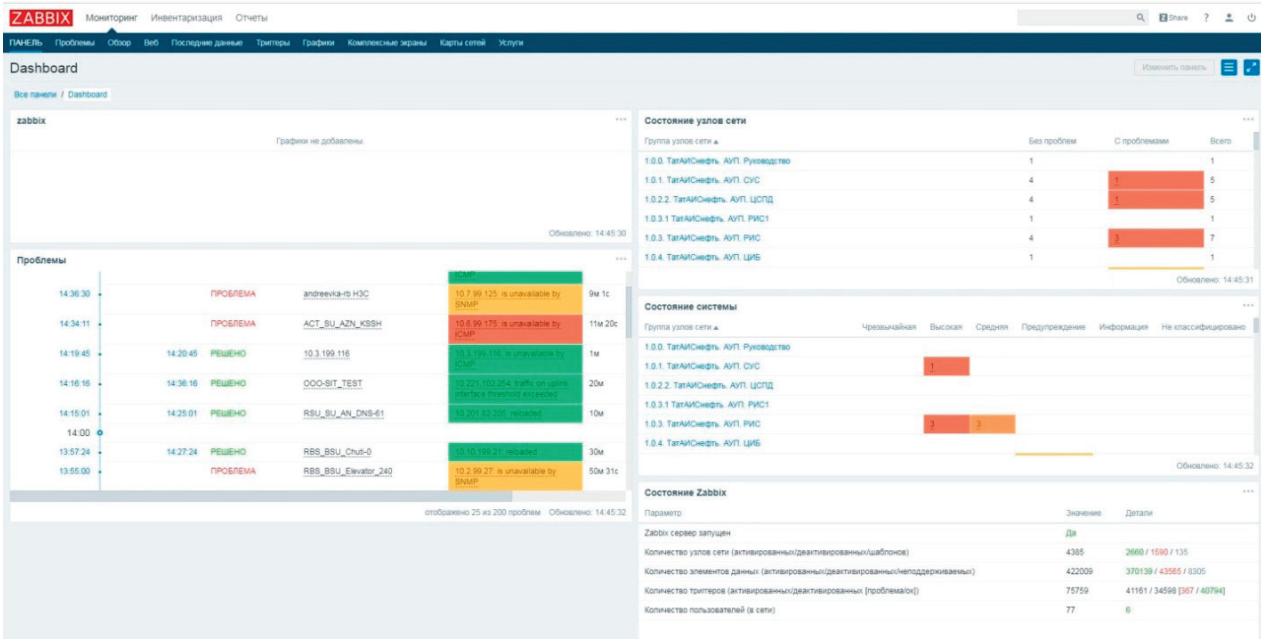 ZABBIX Мониторинг Инвентаризация Отчеты Share ?
ПАНЕЛЬ Проблемы Обзор Веб Последние данные Триггеры Графики Комплексные экраны Карты сетей Услуги
Dashboard Изменить панель
Все панели / Dashboard
zabbix
Графики не добавлены.
Обновлено: 14:45:30
Проблемы
ICMP
14:36:30 ПРОБЛЕМА andreevka-rb H3C 10.7.99.125: is unavailable by SNMP 9м 1с
14:34:11 ПРОБЛЕМА ACT_SU_AZN_KSSH 10.6.99.175: is unavailable by ICMP 11м 20с
14:19:45 14:20:45 РЕШЕНО 10.3.199.116 10.3.199.116: is unavailable by ICMP 1м
14:16:16 14:36:16 РЕШЕНО OOO-SIT_TEST 10.221.102.254: traffic on uplink interface threshold exceeded 20м
14:15:01 14:25:01 РЕШЕНО RSU_SU_AN_DNS-61 10.201.82.205: reloaded 10м
14:00
13:57:24 14:27:24 РЕШЕНО RBS_BSU_Chuti-0 10.10.199.21: reloaded 30м
13:55:00 ПРОБЛЕМА RBS_BSU_Elevator_240 10.2.99.27: is unavailable by SNMP 50м 31с
отображено 25 из 200 проблем Обновлено: 14:45:32
Состояние узлов сети
Группа узлов сети Без проблем С проблемами Всего
1.0.0. ТатАИСнефть. АУП. Руководство 1 1
1.0.1. ТатАИСнефть. АУП. СУС 4 1 5
1.0.2.2. ТатАИСнефть. АУП. ЦСПД 4 1 5
1.0.3.1 ТатАИСнефть. АУП. РИС1 1 1
1.0.3. ТатАИСнефть. АУП. РИС 4 3 7
1.0.4. ТатАИСнефть. АУП. ЦИБ 1 1
Обновлено: 14:45:31
Состояние системы
Группа узлов сети Чрезвычайная Высокая Средняя Предупреждение Информация Не классифицировано
1.0.0. ТатАИСнефть. АУП. Руководство
1.0.1. ТатАИСнефть. АУП. СУС 1
1.0.2.2. ТатАИСнефть. АУП. ЦСПД
1.0.3.1 ТатАИСнефть. АУП. РИС1
1.0.3. ТатАИСнефть. АУП. РИС 3 3
1.0.4. ТатАИСнефть. АУП. ЦИБ
Обновлено: 14:45:32
Состояние Zabbix
Параметр Значение Детали
Zabbix сервер запущен Да
Количество узлов сети (активированных/деактивированных/шаблонов) 4385 2660 / 1590 / 135
Количество элементов данных (активированных/деактивированных/неподдерживаемых) 422009 370139 / 43565 / 8305
Количество триггеров (активированных/деактивированных [проблема/ок]) 75759 41161 / 34598 [367 / 40794]
Количество пользователей (в сети) 77 6